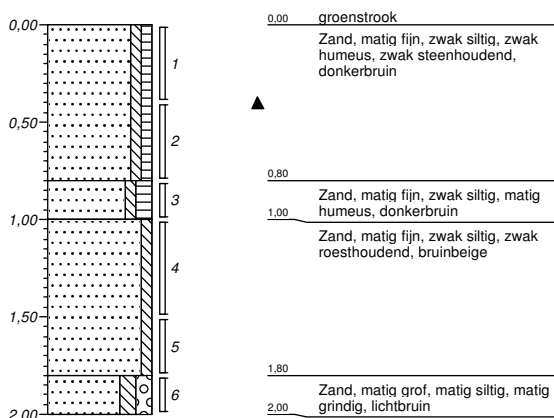 0,00
0,50
1,00
1,50
2,00
1
2
3
4
5
6
0,00
groenstrook
Zand, matig fijn, zwak siltig, zwak
humeus, zwak steenhoudend,
donkerbruin
0,80
Zand, matig fijn, zwak siltig, matig
humeus, donkerbruin
1,00
Zand, matig fijn, zwak siltig, zwak
roesthoudend, bruinbeige
1,80
Zand, matig grof, matig siltig, matig
grindig, lichtbruin
2,00